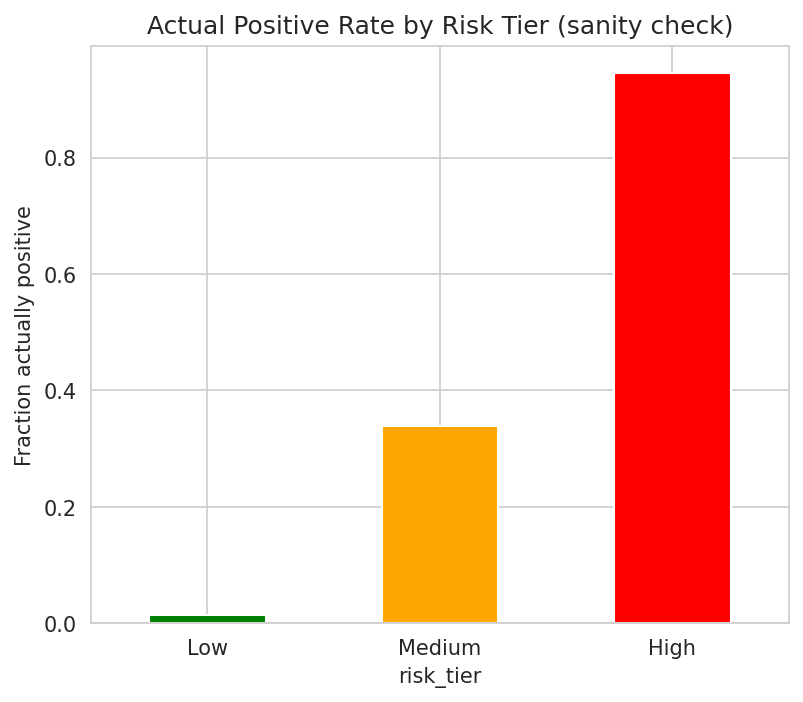 Actual Positive Rate by Risk Tier (sanity check)
Fraction actually positive
0.8
0.6
0.4
0.2
0.0
Low Medium High
risk_tier